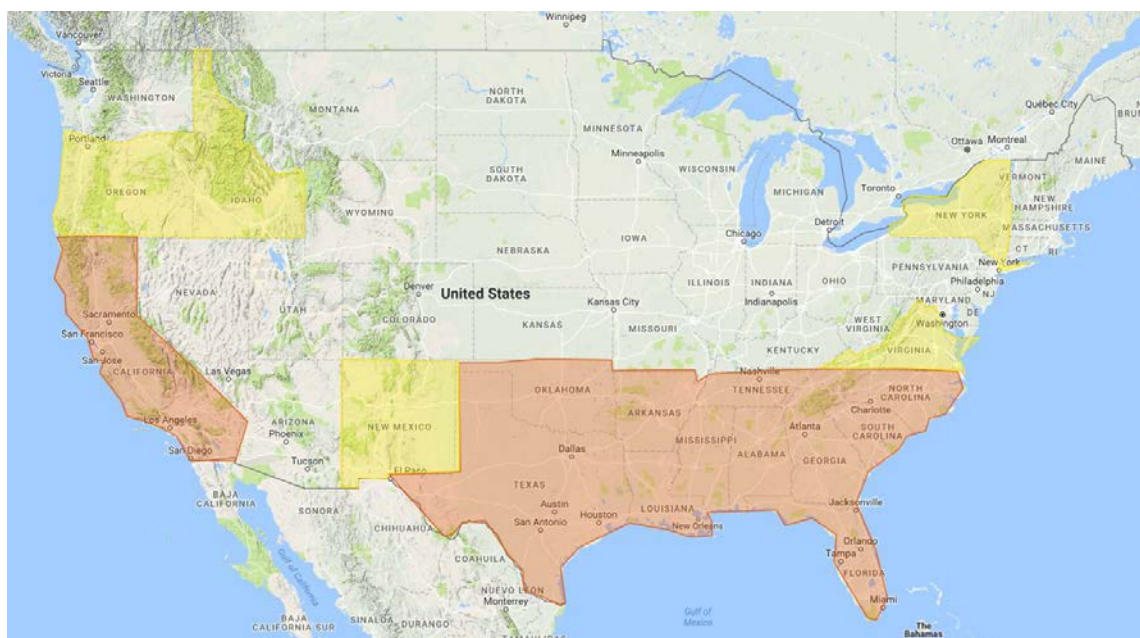 Winnipeg
Vancouver
Victoria
Seattle
WASHINGTON
NORTH
DAKOTA
MONTANA
MINNESOTA
Québec City
Ottawa
Montreal
MAINE
Portland
OREGON
IDAHO
SOUTH
DAKOTA
Minneapolis
WISCONSIN
MICHIGAN
Toronto
VERMONT
NEW
HAMPSHIRE
NEW YORK
MASSACHUSETTS
CT
RI
WYOMING
Detroit
Chicago
IOWA
NEBRASKA
New York
PENNSYLVANIA
Philadelphia
NJ
NEVADA
UTAH
Denver
COLORADO
United States
Kansas City
KANSAS
MISSOURI
ILLINOIS
INDIANA
Indianapolis
OHIO
MARYLAND
DE
WEST
VIRGINIA
Washington
VIRGINIA
KENTUCKY
Sacramento
San Francisco
San Jose
CALIFORNIA
Las Vegas
Los Angeles
San Diego
ARIZONA
Phoenix
Tucson
NEW MEXICO
El Paso
OKLAHOMA
ARKANSAS
Nashville
TENNESSEE
NORTH
CAROLINA
Charlotte
SOUTH
CAROLINA
Atlanta
MISSISSIPPI
ALABAMA
GEORGIA
Dallas
TEXAS
Austin
San Antonio
Houston
LOUISIANA
New Orleans
Jacksonville
Orlando
Tampa
FLORIDA
Miami
BAJA
CALIFORNIA
SONORA
CHIHUAHUA
COAHUILA
Gulf of California
NUEVO LEON
Monterrey
BAJA
CALIFORNIA SUR
SINALOA
DURANGO
Gulf of
Mexico
The
Bahamas